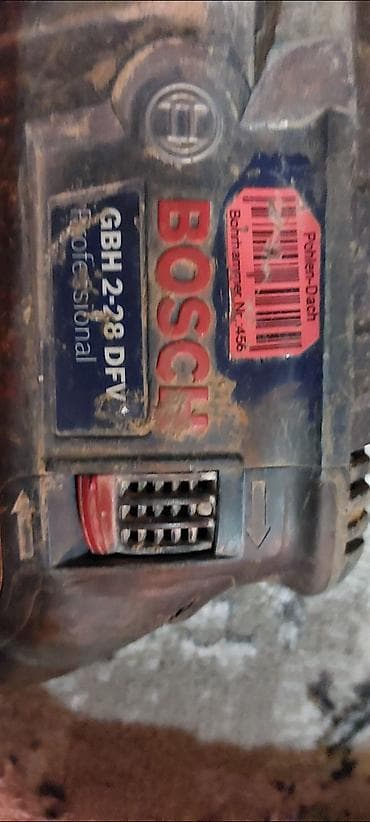 Pohlen-Dach
Bohrhammer Nr.-456
BOSCH
GBH 2-28 DFV
Professional